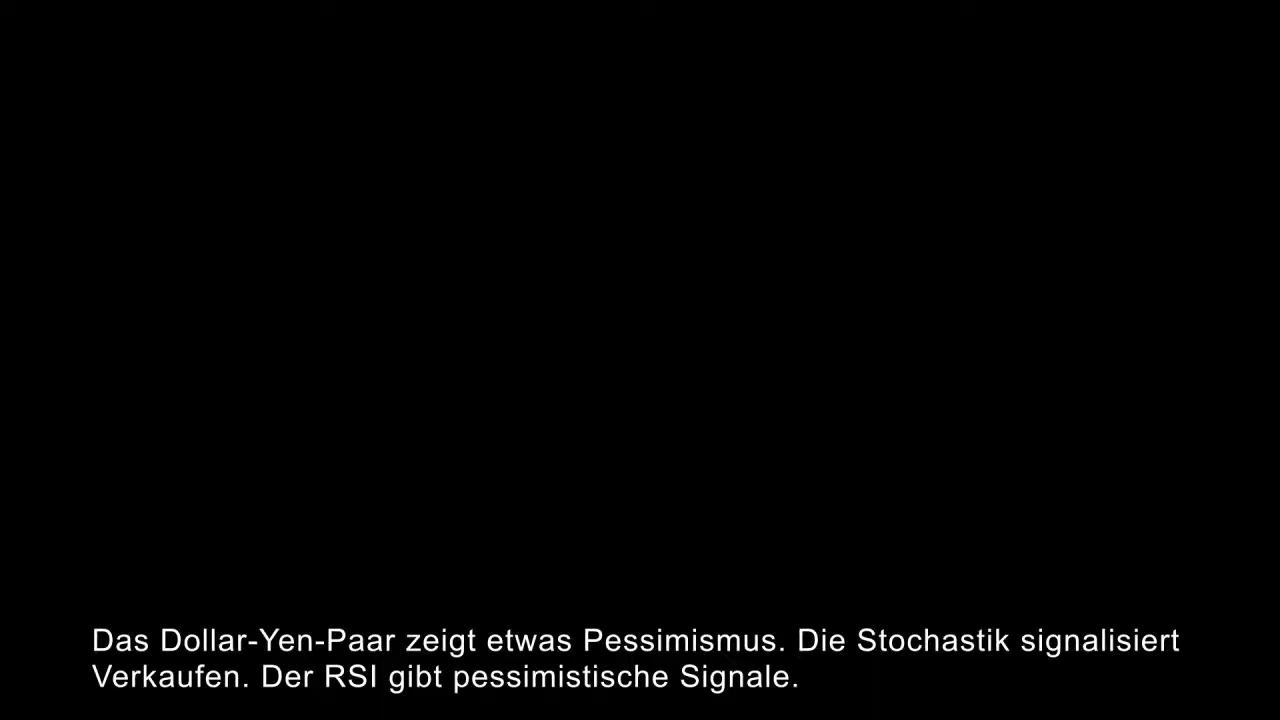 Das Dollar-Yen-Paar zeigt etwas Pessimismus. Die Stochastik signalisiert
Verkaufen. Der RSI gibt pessimistische Signale.